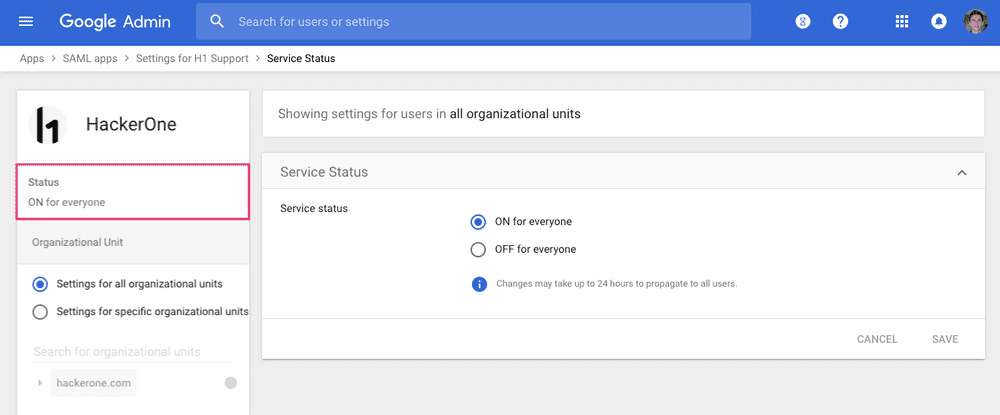 Google Admin
Search for users or settings
Apps > SAML apps > Settings for H1 Support > Service Status
HackerOne
Status
ON for everyone
Organizational Unit
Settings for all organizational units
Settings for specific organizational units
Search for organizational units
hackerone.com
Showing settings for users in all organizational units
Service Status
Service status
ON for everyone
OFF for everyone
Changes may take up to 24 hours to propagate to all users.
CANCEL SAVE